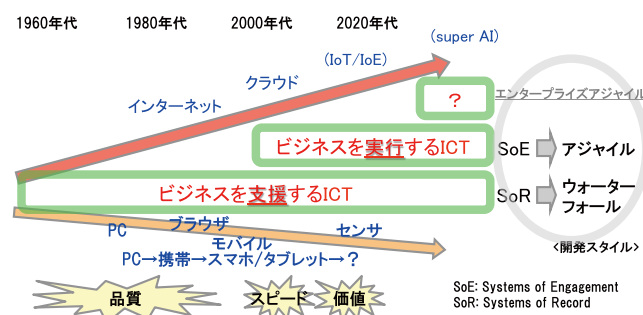 1960年代 1980年代 2000年代 2020年代
(super AI)
(IoT/IoE)
クラウド
インターネット
?
エンタープライズアジャイル
ビジネスを実行するICT
SoE
アジャイル
ビジネスを支援するICT
SoR
ウォーター
フォール
PC
ブラウザ
モバイル
センサ
PC→携帯→スマホ/タブレット→?
<開発スタイル>
品質
スピード
価値
SoE: Systems of Engagement
SoR: Systems of Record